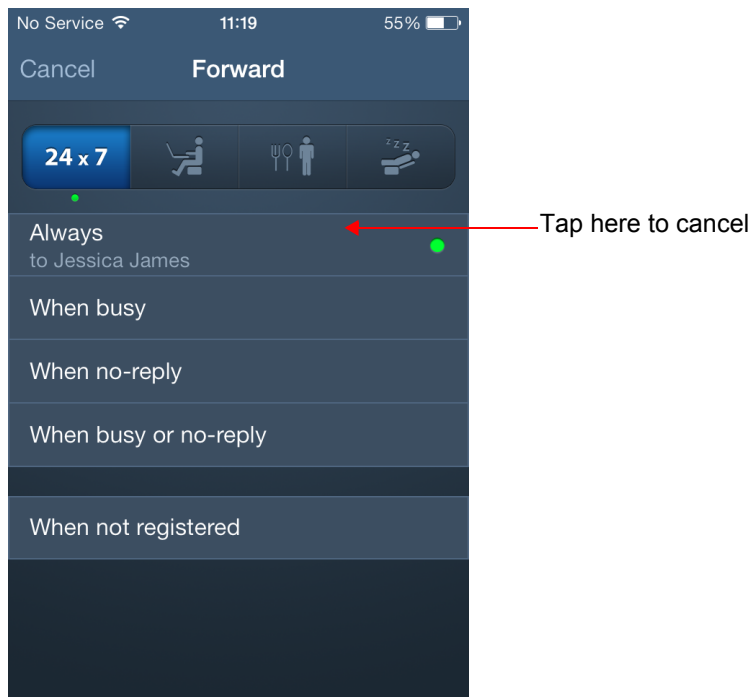 No Service 11:19 55%
Cancel Forward
24 x 7 zzz
Always
to Jessica James
Tap here to cancel
When busy
When no-reply
When busy or no-reply
When not registered